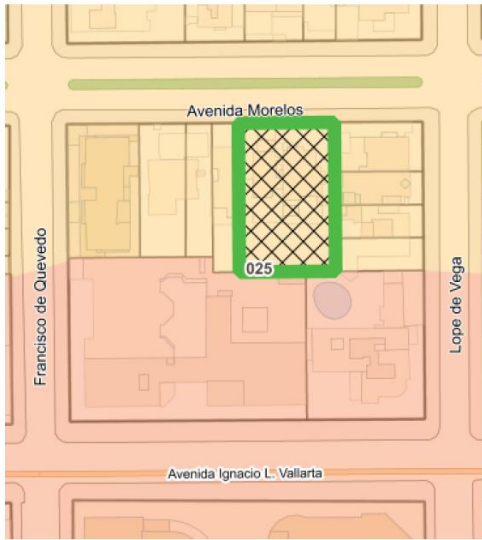 Avenida Morelos
025
Francisco de Quevedo
Lope de Vega
Avenida Ignacio L. Vallarta